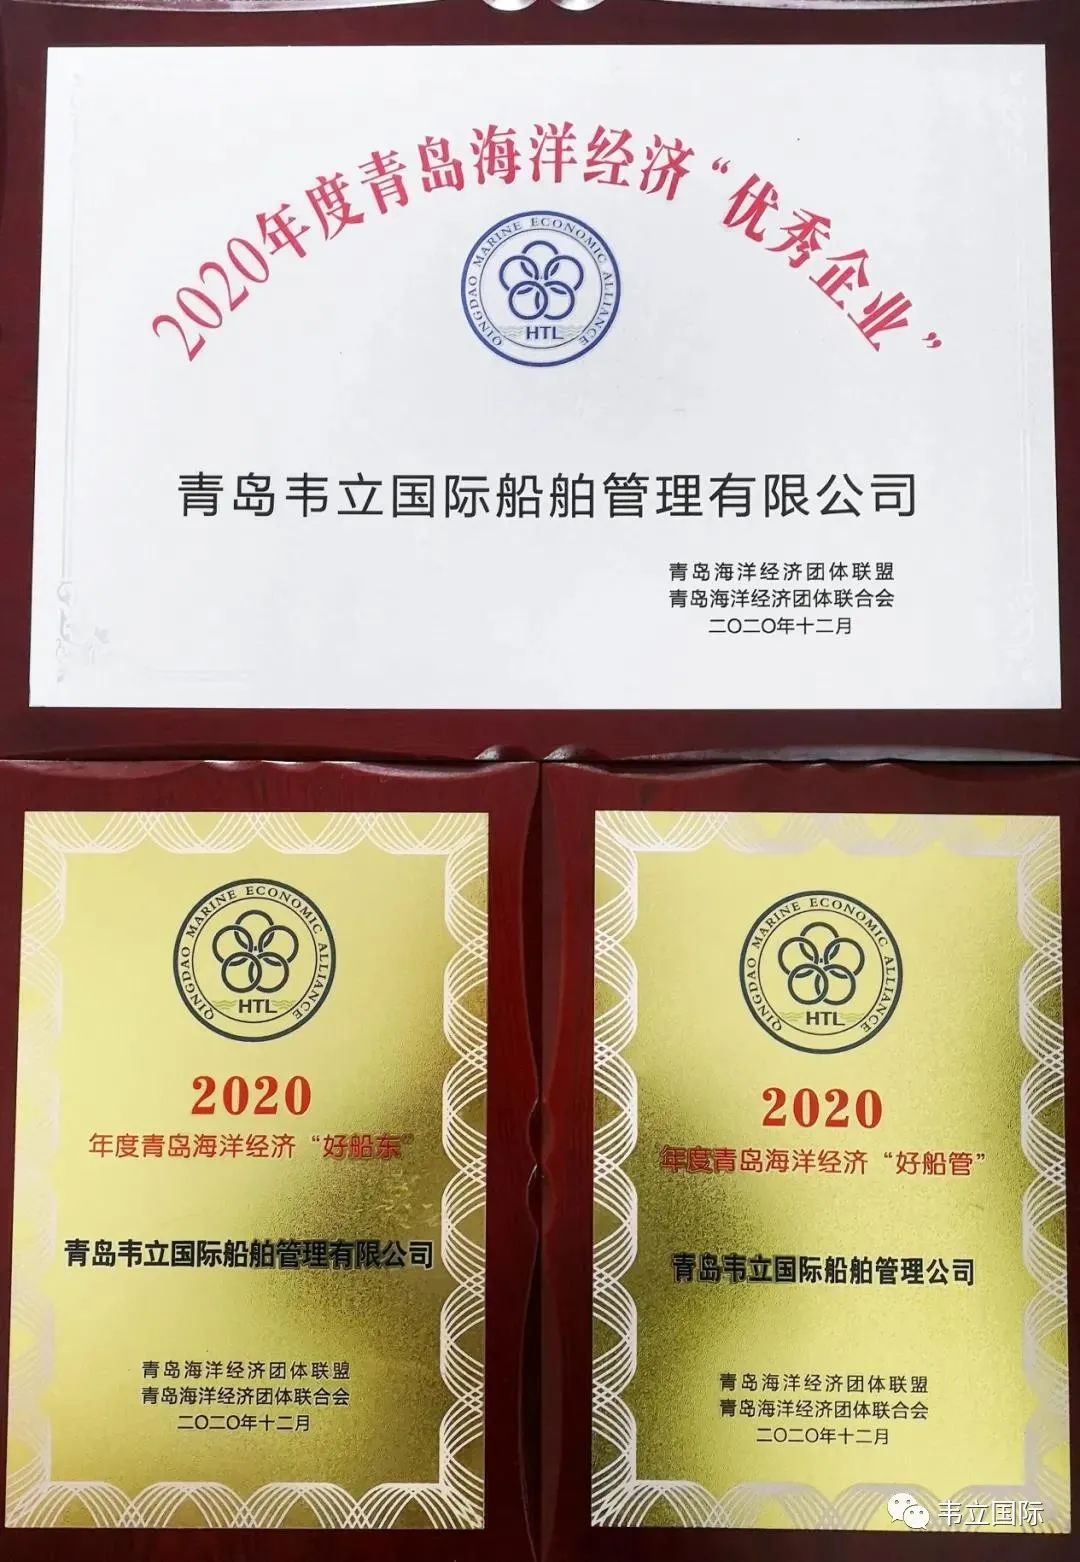 2020年度青岛海洋经济“优秀企业”
QINGDAO MARINE ECONOMIC ALLIANCE
HTL
青岛韦立国际船舶管理有限公司
青岛海洋经济团体联盟
青岛海洋经济团体联合会
二〇二〇年十二月
QINGDAO MARINE ECONOMIC ALLIANCE
HTL
2020
年度青岛海洋经济“好船东”
青岛韦立国际船舶管理有限公司
青岛海洋经济团体联盟
青岛海洋经济团体联合会
二〇二〇年十二月
QINGDAO MARINE ECONOMIC ALLIANCE
HTL
2020
年度青岛海洋经济“好船管”
青岛韦立国际船舶管理公司
青岛海洋经济团体联盟
青岛海洋经济团体联合会
二〇二〇年十二月
韦立国际